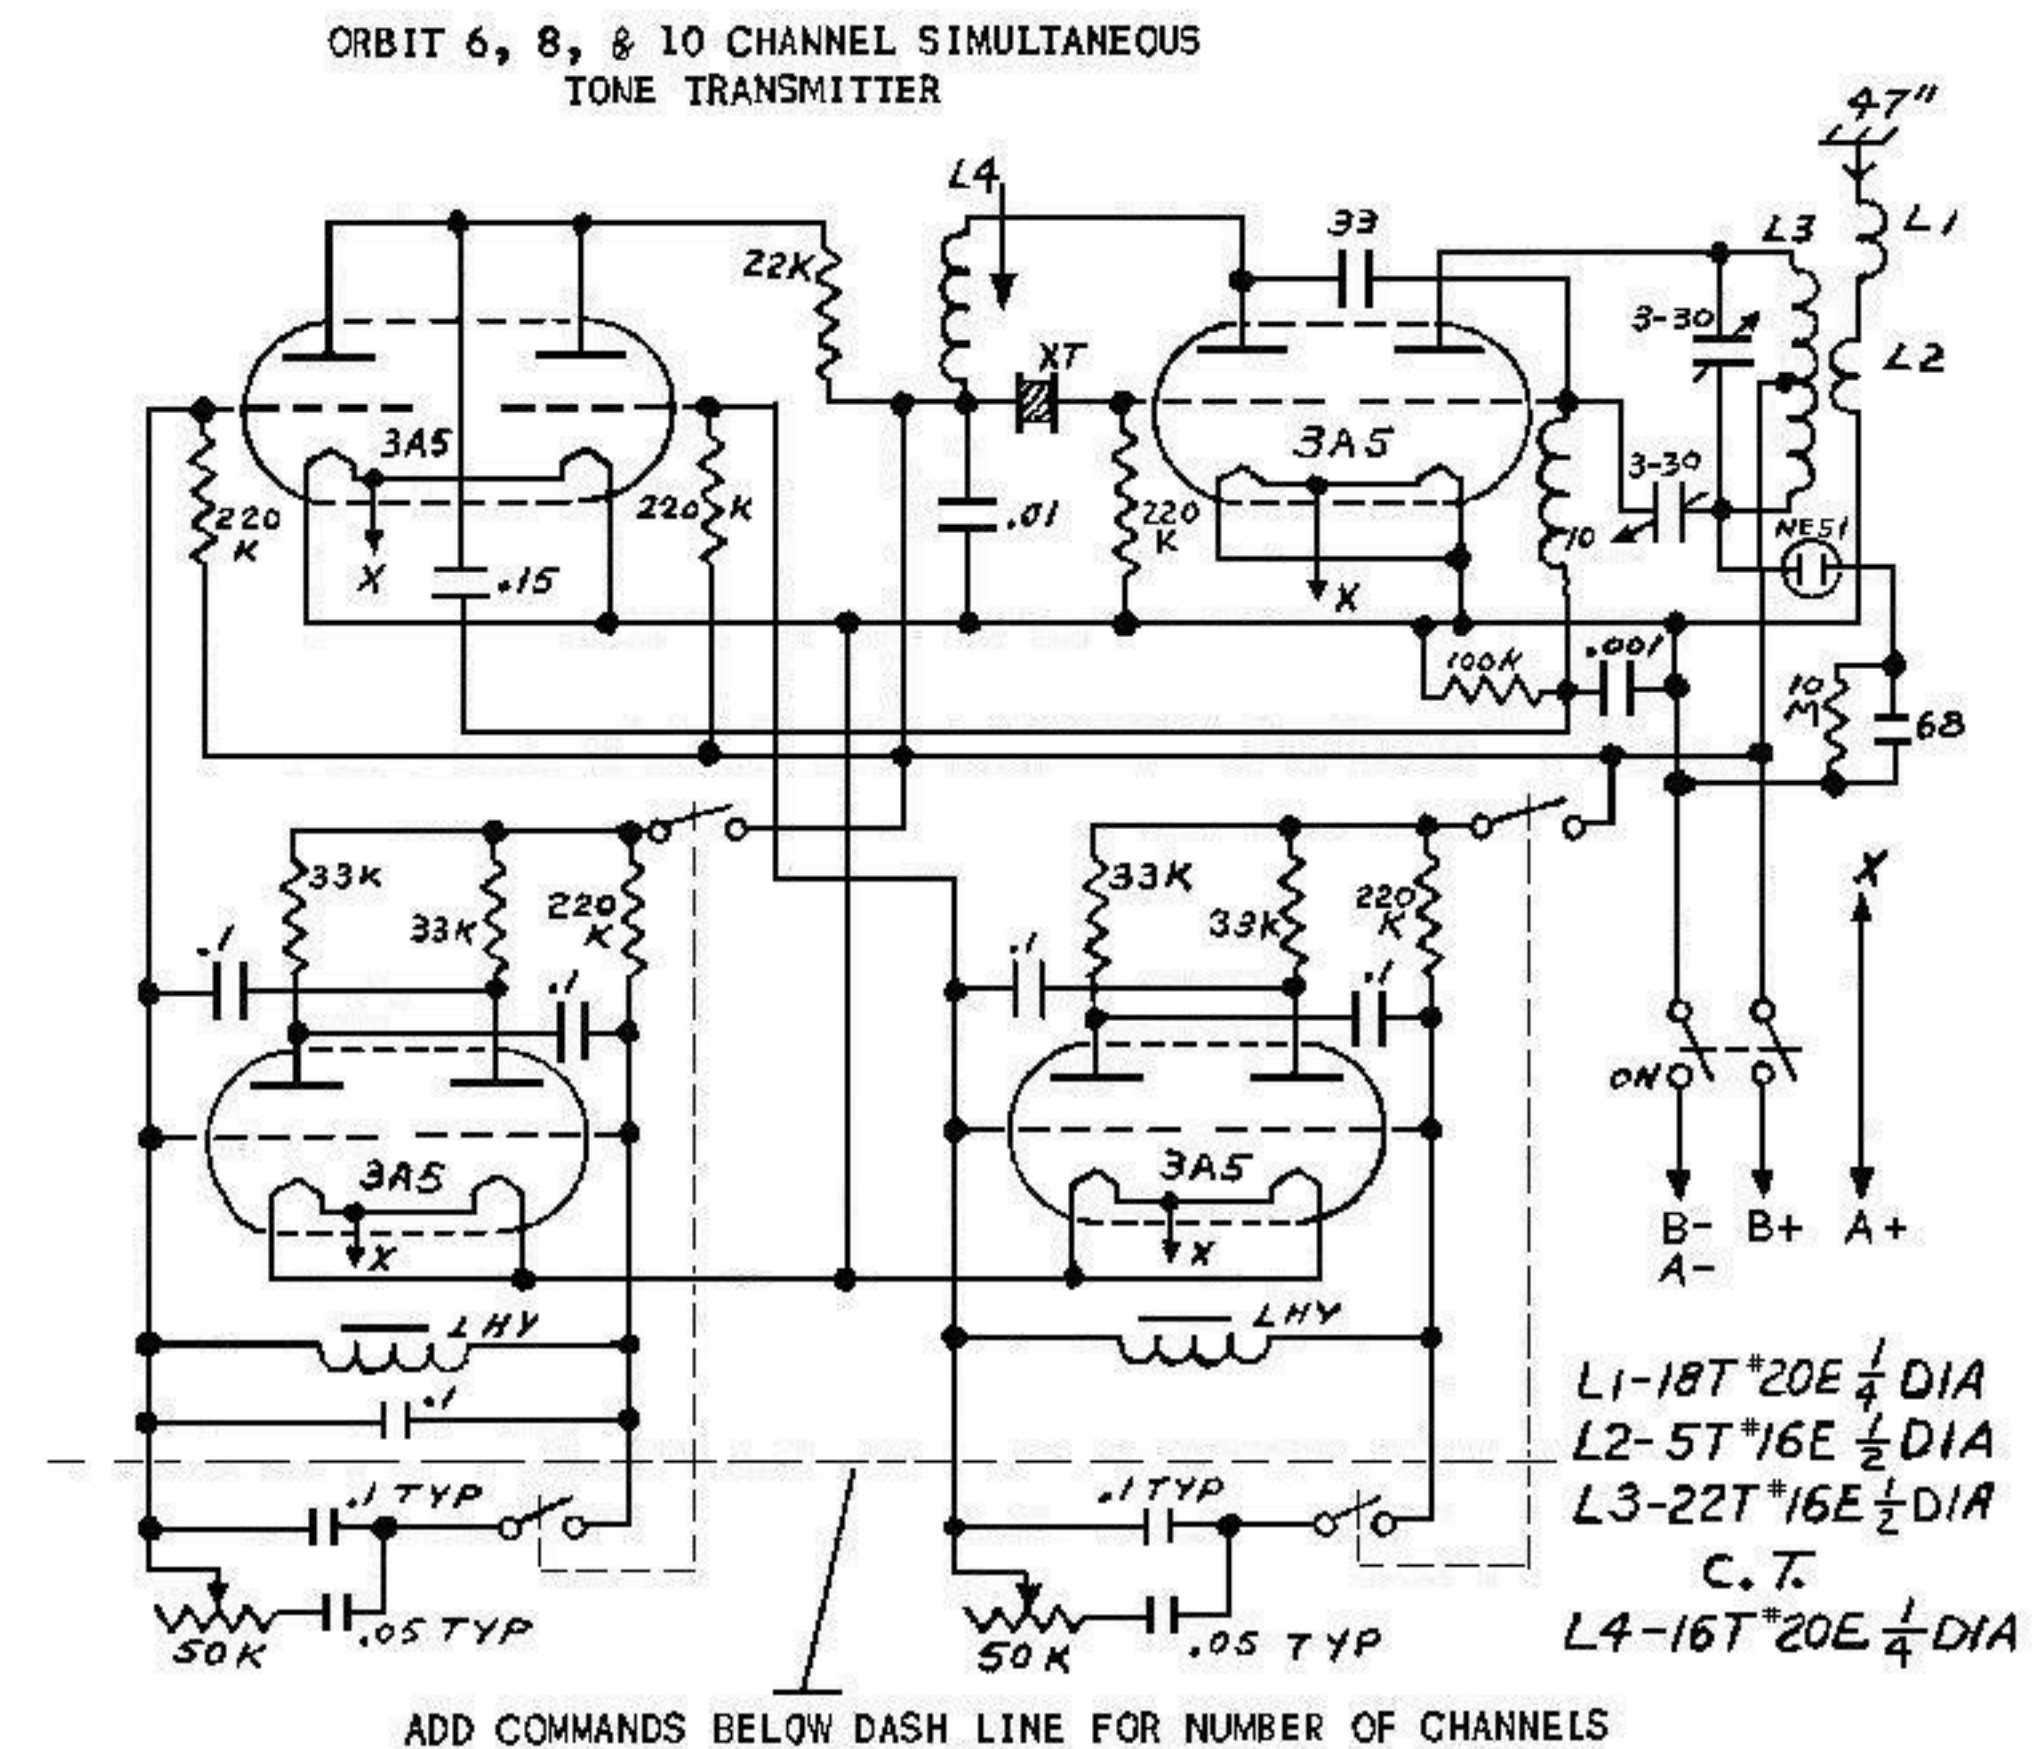 ORBIT 6, 8, & 10 CHANNEL SIMULTANEOUS
TONE TRANSMITTER
47"
L4
33
L3
L1
22K
3-30
XT
L2
3A5
3A5
3-30
220
K
220 K
.01
220
K
10
NE51
X
.15
X
100K
.001
10
M
68
33K
33K
220
K
33K
33K
220
K
X
.1
.1
.1
.1
ON
3A5
3A5
X
X
B- B+ A+
A-
LHY
LHY
.1
L1-18T #20E 1/4 DIA
L2-5T #16E 1/2 DIA
L3-22T #16E 1/2 DIA
C.T.
L4-16T #20E 1/4 DIA
.1 TYP
.1 TYP
50K
.05 TYP
50K
.05 TYP
ADD COMMANDS BELOW DASH LINE FOR NUMBER OF CHANNELS